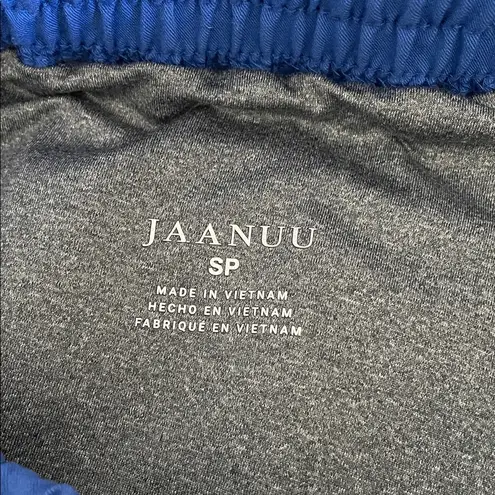 JAANUU
SP
MADE IN VIETNAM
HECHO EN VIETNAM
FABRIQUÉ EN VIETNAM